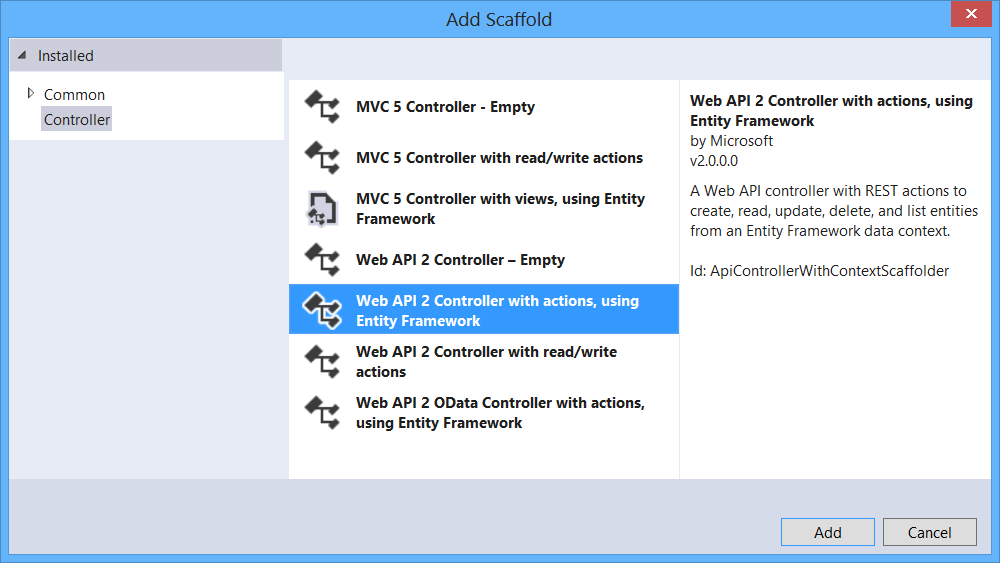 Add Scaffold
Installed
Common
Controller
MVC 5 Controller - Empty
MVC 5 Controller with read/write actions
MVC 5 Controller with views, using Entity
Framework
Web API 2 Controller – Empty
Web API 2 Controller with actions, using
Entity Framework
Web API 2 Controller with read/write
actions
Web API 2 OData Controller with actions,
using Entity Framework
Web API 2 Controller with actions, using
Entity Framework
by Microsoft
v2.0.0.0
A Web API controller with REST actions to
create, read, update, delete, and list entities
from an Entity Framework data context.
Id: ApiControllerWithContextScaffolder
Add
Cancel